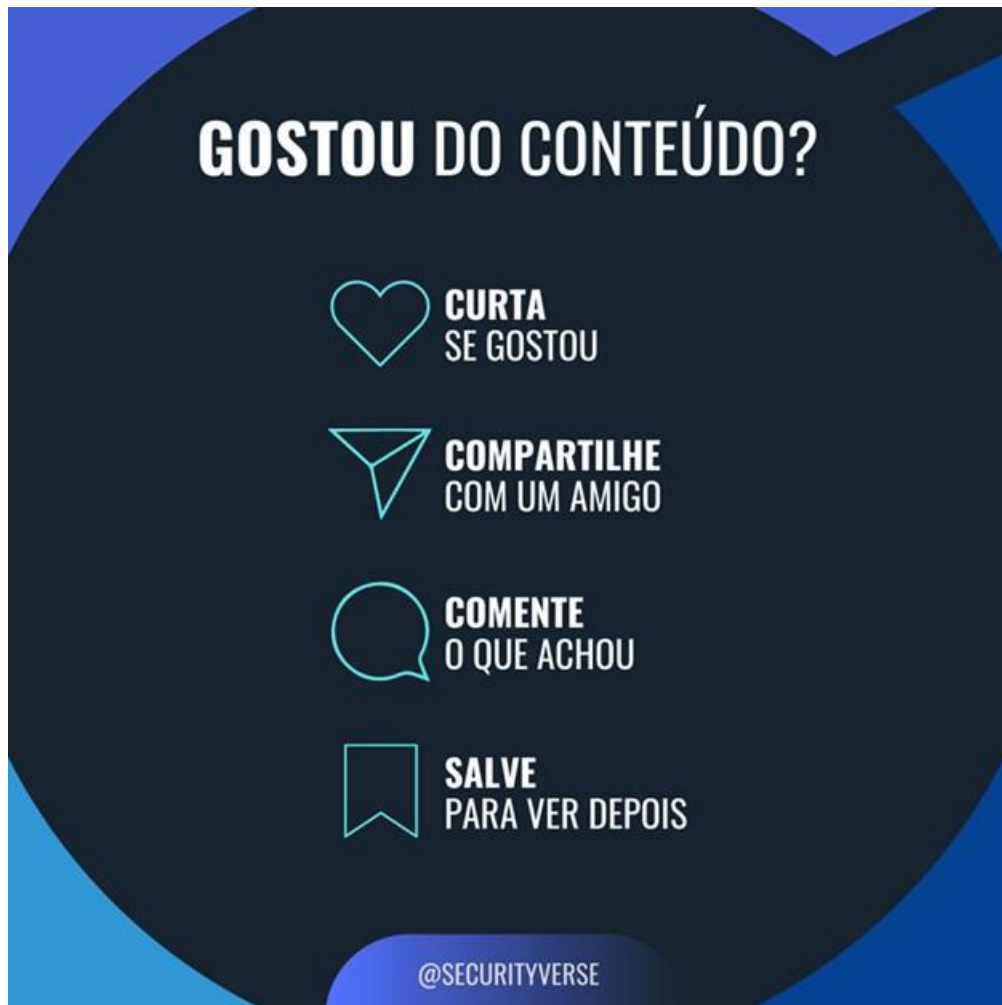 GOSTOU DO CONTEÚDO?
CURTA
SE GOSTOU
COMPARTILHE
COM UM AMIGO
COMENTE
O QUE ACHOU
SALVE
PARA VER DEPOIS
@SECURITYVERSE